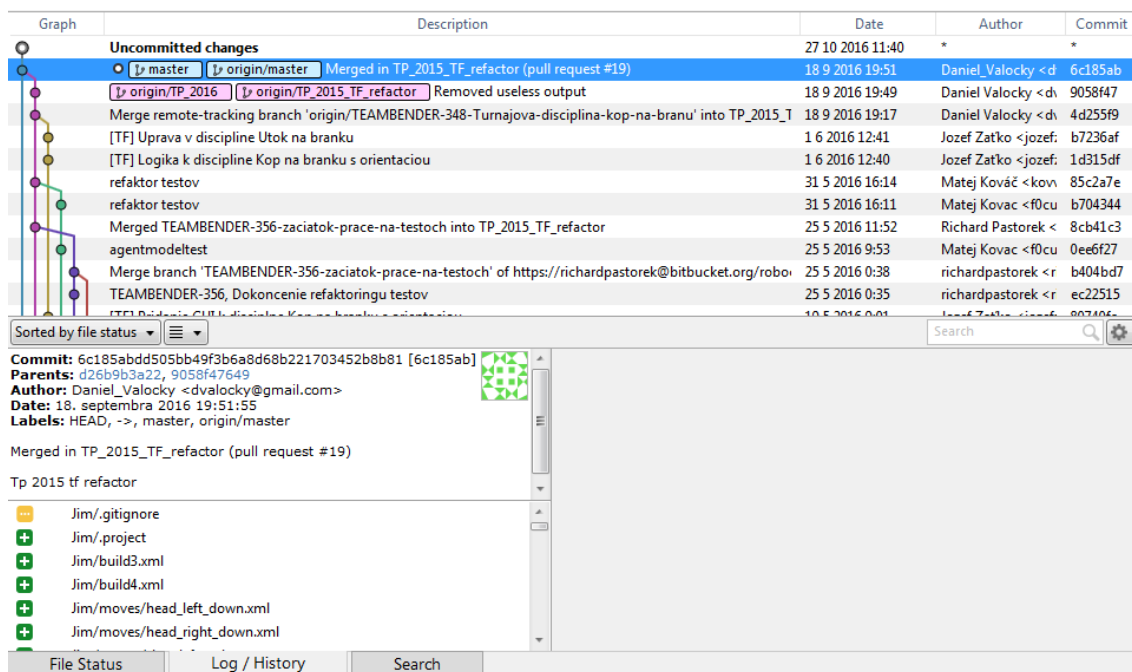 Graph Description Date Author Commit
Uncommitted changes 27 10 2016 11:40 * *
master origin/master Merged in TP_2015_TF_refactor (pull request #19) 18 9 2016 19:51 Daniel_Valocky <d 6c185ab
origin/TP_2016 origin/TP_2015_TF_refactor Removed useless output 18 9 2016 19:49 Daniel Valocky <dv 9058f47
Merge remote-tracking branch 'origin/TEAMBENDER-348-Turnajova-disciplina-kop-na-branu' into TP_2015_T 18 9 2016 19:17 Daniel Valocky <dv 4d255f9
[TF] Uprava v discipline Utok na branku 1 6 2016 12:41 Jozef Zaťko <jozef: b7236af
[TF] Logika k discipline Kop na branku s orientaciou 1 6 2016 12:40 Jozef Zaťko <jozef: 1d315df
refaktor testov 31 5 2016 16:14 Matej Kováč <kov 85c2a7e
refaktor testov 31 5 2016 16:11 Matej Kovac <f0cu b704344
Merged TEAMBENDER-356-zaciatok-prace-na-testoch into TP_2015_TF_refactor 25 5 2016 11:52 Richard Pastorek < 8cb41c3
agentmodeltest 25 5 2016 9:53 Matej Kovac <f0cu 0ee6f27
Merge branch 'TEAMBENDER-356-zaciatok-prace-na-testoch' of https://richardpastorek@bitbucket.org/robo 25 5 2016 0:38 richardpastorek <r b404bd7
TEAMBENDER-356, Dokoncenie refaktoringu testov 25 5 2016 0:35 richardpastorek <r ec22515
Sorted by file status Search
Commit: 6c185abdd505bb49f3b6a8d68b221703452b8b81 [6c185ab]
Parents: d26b9b3a22, 9058f47649
Author: Daniel_Valocky <dvalocky@gmail.com>
Date: 18. septembra 2016 19:51:55
Labels: HEAD, ->, master, origin/master
Merged in TP_2015_TF_refactor (pull request #19)
Tp 2015 tf refactor
Jim/.gitignore
Jim/.project
Jim/build3.xml
Jim/build4.xml
Jim/moves/head_left_down.xml
Jim/moves/head_right_down.xml
File Status Log / History Search